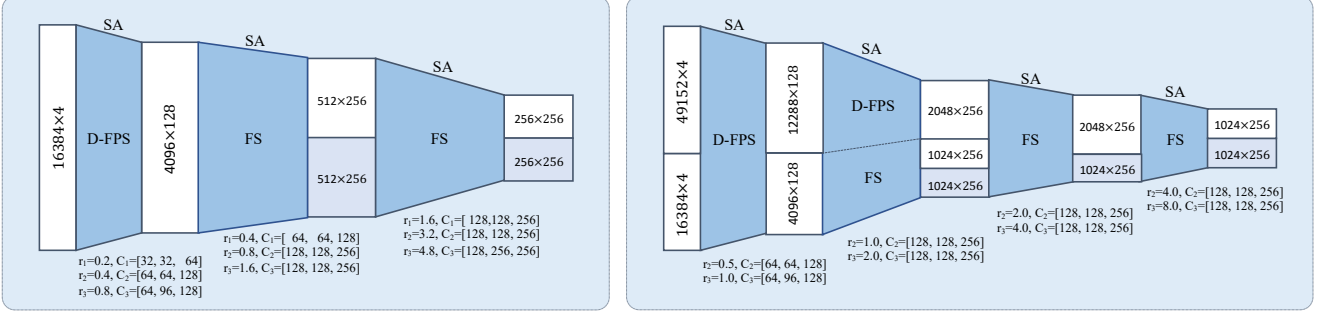 SA
16384×4
D-FPS
4096×128
SA
FS
512×256
512×256
SA
FS
256×256
256×256
r₁=0.2, C₁=[32, 32, 64]
r₂=0.4, C₂=[64, 64, 128]
r₃=0.8, C₃=[64, 96, 128]
r₁=0.4, C₁=[ 64, 64, 128]
r₂=0.8, C₂=[128, 128, 256]
r₃=1.6, C₃=[128, 128, 256]
r₁=1.6, C₁=[ 128,128, 256]
r₂=3.2, C₂=[128, 128, 256]
r₃=4.8, C₃=[128, 256, 256]
SA
49152×4
16384×4
D-FPS
12288×128
4096×128
SA
D-FPS
FS
2048×256
1024×256
1024×256
SA
FS
2048×256
1024×256
SA
FS
1024×256
1024×256
r₂=0.5, C₂=[64, 64, 128]
r₃=1.0, C₃=[64, 96, 128]
r₂=1.0, C₂=[128, 128, 256]
r₃=2.0, C₃=[128, 128, 256]
r₂=2.0, C₂=[128, 128, 256]
r₃=4.0, C₃=[128, 128, 256]
r₂=4.0, C₂=[128, 128, 256]
r₃=8.0, C₃=[128, 128, 256]